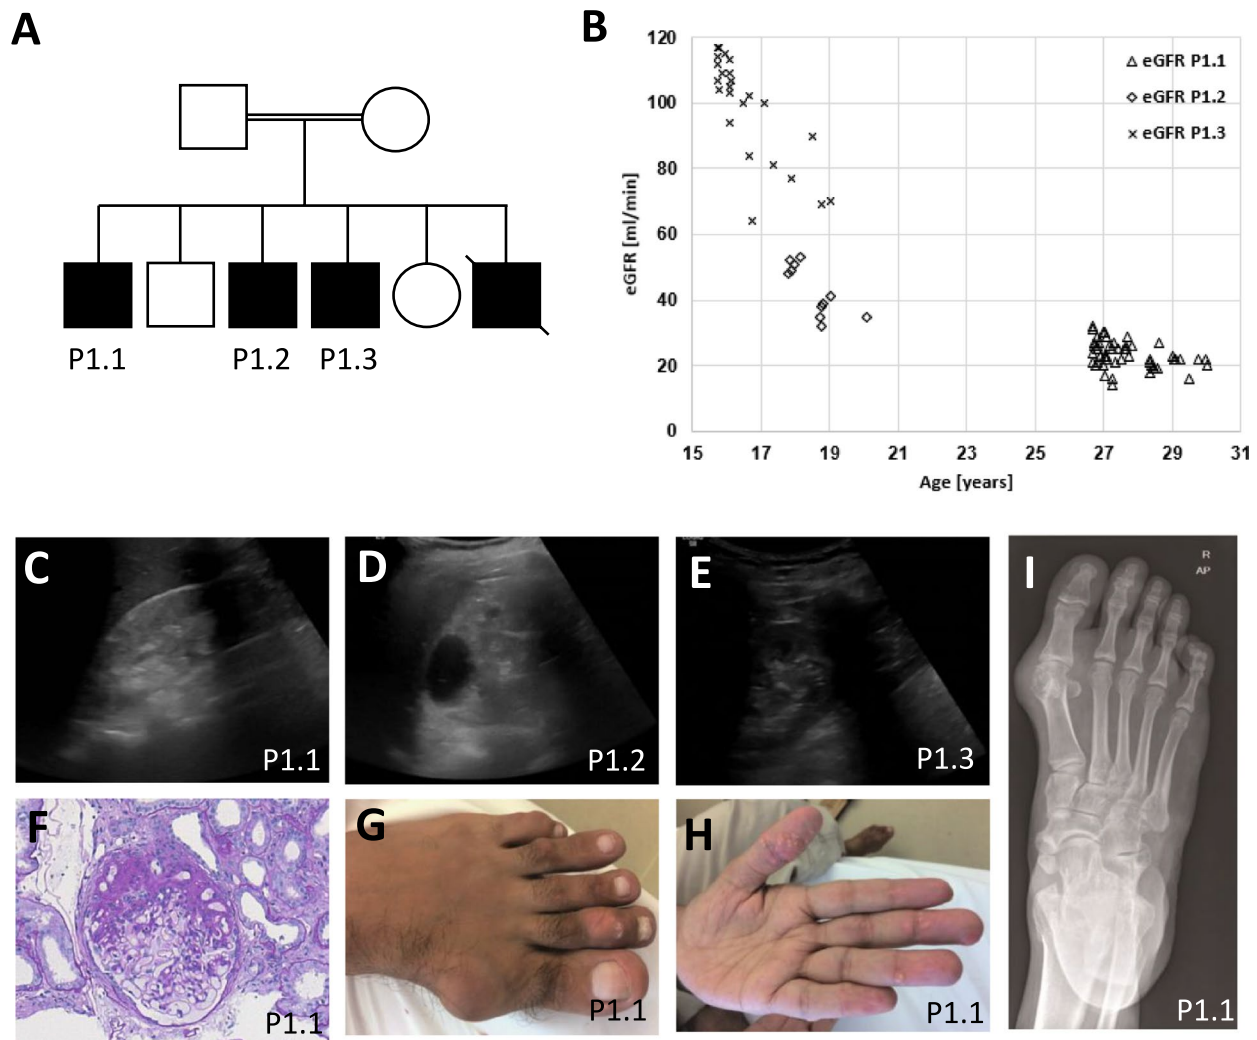 A
P1.1
P1.2
P1.3
B
120
100
80
60
40
20
0
eGFR [ml/min]
eGFR P1.1
eGFR P1.2
eGFR P1.3
15 17 19 21 23 25 27 29 31
Age [years]
C
P1.1
D
P1.2
E
P1.3
F
P1.1
G
P1.1
H
P1.1
I
R
AP
P1.1